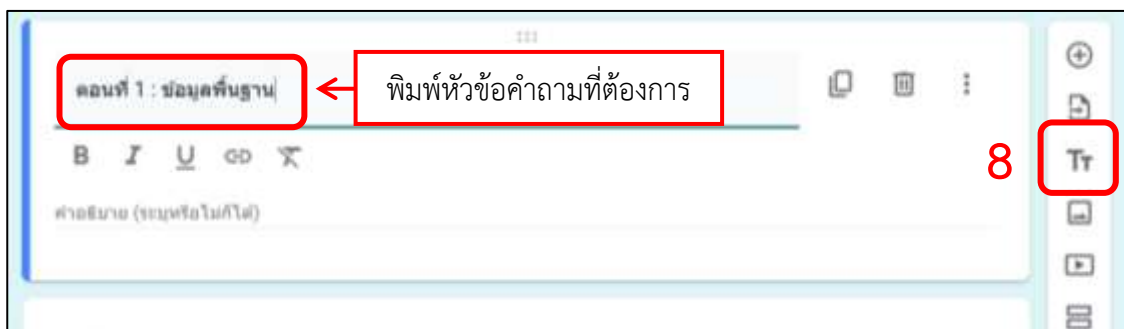 ตอนที่ 1 : ข้อมูลพื้นฐาน
พิมพ์หัวข้อคำถามที่ต้องการ
B I U
8 Tт
คำอธิบาย (ระบุหรือไม่ก็ได้)